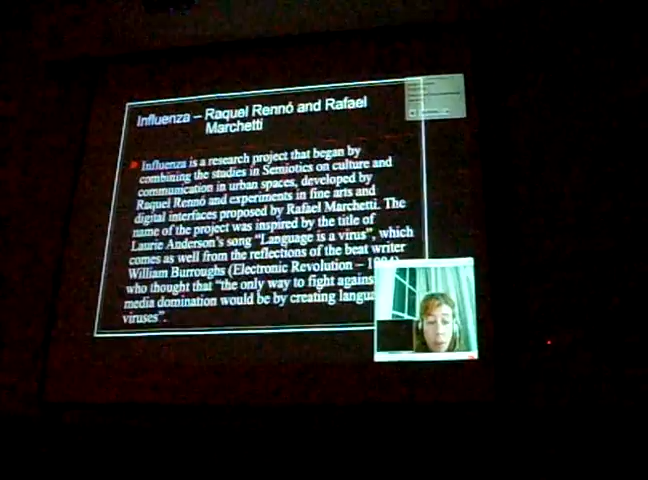 Influenza – Raquel Rennó and Rafael
Marchetti
Influenza is a research project that began by
combining the studies in Semiotics on culture and
communication in urban spaces, developed by
Raquel Rennó and experiments in fine arts and
digital interfaces proposed by Rafael Marchetti. The
name of the project was inspired by the title of
Laurie Anderson's song "Language is a virus", which
comes as well from the reflections of the beat writer
William Burroughs (Electronic Revolution –
who thought that "the only way to fight against
media domination would be by creating
viruses".